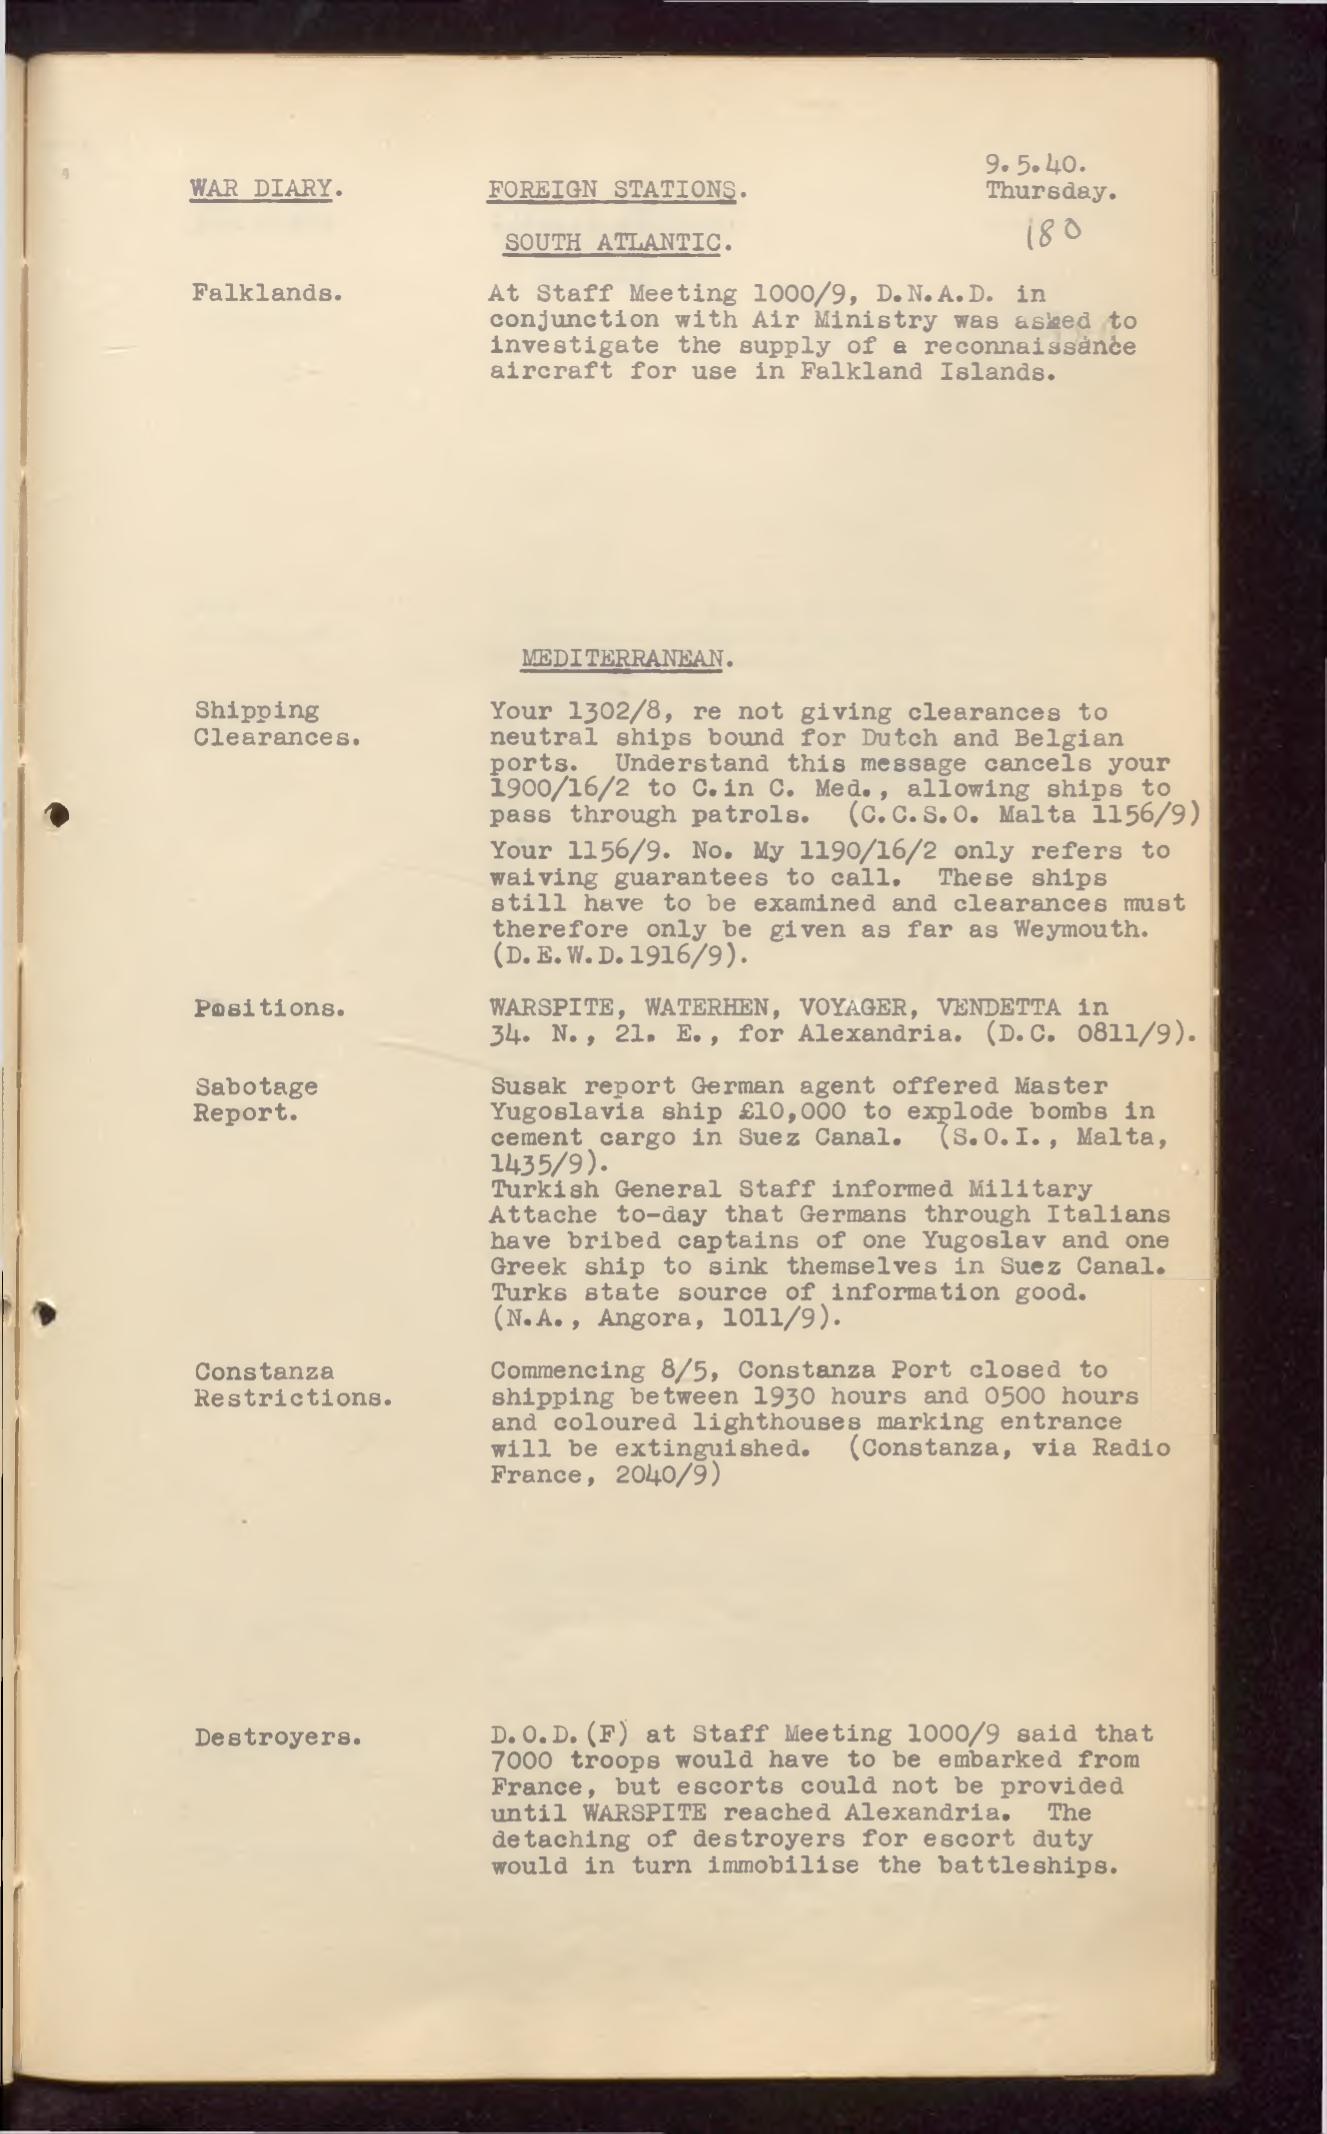 9.5.40.
WAR DIARY. FOREIGN STATIONS. Thursday.
180
SOUTH ATLANTIC.
Falklands. At Staff Meeting 1000/9, D.N.A.D. in
conjunction with Air Ministry was asked to
investigate the supply of a reconnaissance
aircraft for use in Falkland Islands.
MEDITERRANEAN.
Shipping Your 1302/8, re not giving clearances to
Clearances. neutral ships bound for Dutch and Belgian
ports. Understand this message cancels your
1900/16/2 to C.in C. Med., allowing ships to
pass through patrols. (C.C.S.O. Malta 1156/9)
Your 1156/9. No. My 1190/16/2 only refers to
waiving guarantees to call. These ships
still have to be examined and clearances must
therefore only be given as far as Weymouth.
(D.E.W.D.1916/9).
Positions. WARSPITE, WATERHEN, VOYAGER, VENDETTA in
34. N., 21. E., for Alexandria. (D.C. 0811/9).
Sabotage Susak report German agent offered Master
Report. Yugoslavia ship £10,000 to explode bombs in
cement cargo in Suez Canal. (S.O.I., Malta,
1435/9).
Turkish General Staff informed Military
Attache to-day that Germans through Italians
have bribed captains of one Yugoslav and one
Greek ship to sink themselves in Suez Canal.
Turks state source of information good.
(N.A., Angora, 1011/9).
Constanza Commencing 8/5, Constanza Port closed to
Restrictions. shipping between 1930 hours and 0500 hours
and coloured lighthouses marking entrance
will be extinguished. (Constanza, via Radio
France, 2040/9)
Destroyers. D.O.D.(F) at Staff Meeting 1000/9 said that
7000 troops would have to be embarked from
France, but escorts could not be provided
until WARSPITE reached Alexandria. The
detaching of destroyers for escort duty
would in turn immobilise the battleships.